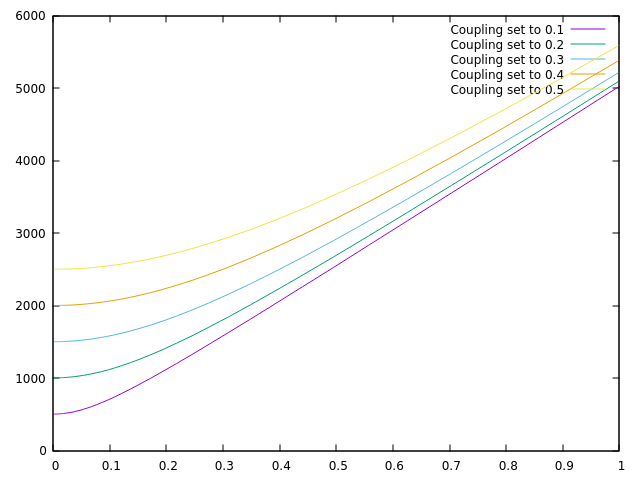 6000
5000
4000
3000
2000
1000
0
Coupling set to 0.1
Coupling set to 0.2
Coupling set to 0.3
Coupling set to 0.4
Coupling set to 0.5
0 0.1 0.2 0.3 0.4 0.5 0.6 0.7 0.8 0.9 1